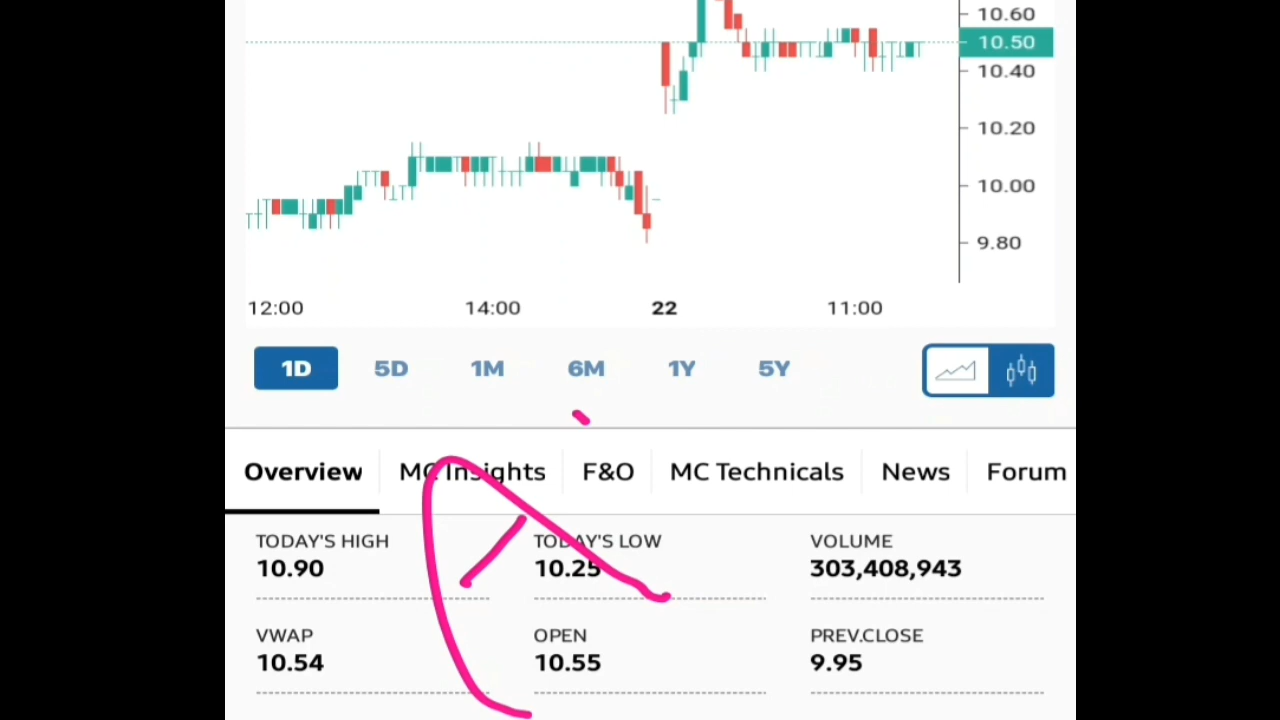 10.60
10.50
10.40
10.20
10.00
9.80
12:00 14:00 22 11:00
1D 5D 1M 6M 1Y 5Y
Overview MC Insights F&O MC Technicals News Forum
TODAY'S HIGH TODAY'S LOW VOLUME
10.90 10.25 303,408,943
VWAP OPEN PREV.CLOSE
10.54 10.55 9.95